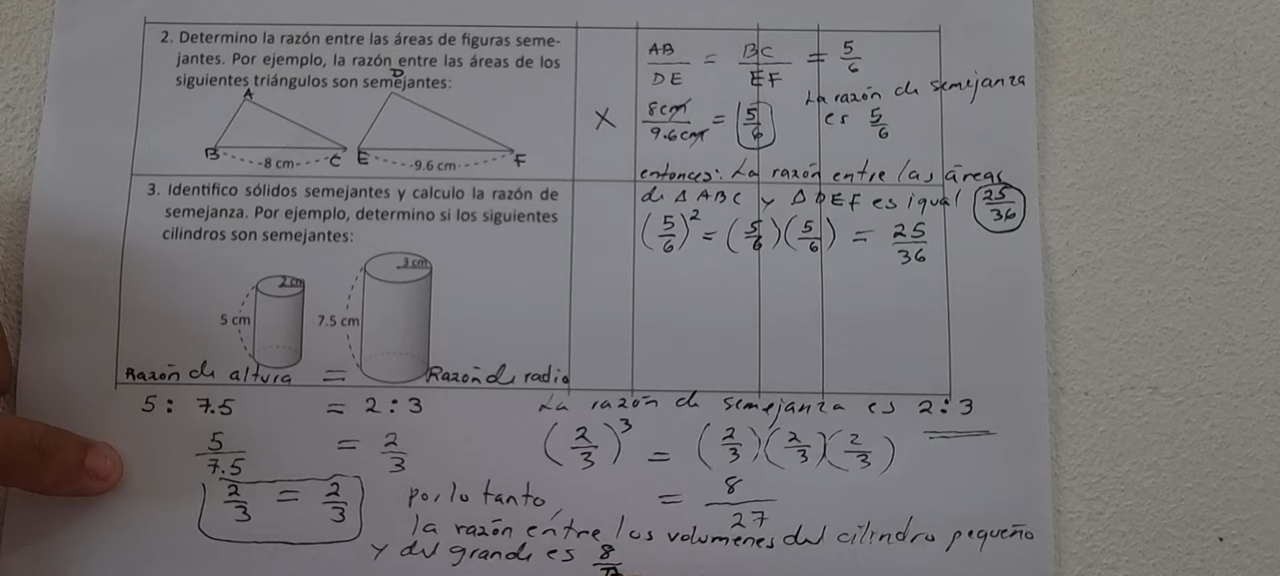 2. Determino la razón entre las áreas de figuras seme-
jantes. Por ejemplo, la razón entre las áreas de los
siguientes triángulos son semejantes:
A
D
B
8 cm
C
E
9.6 cm
F
X
AB/DE = BC/EF = 5/6
8cm/9.6cm = 5/6
La razón de semejanza
es 5/6
entonces: La razón entre las áreas
de Δ ABC y Δ DEF es igual 25/36
(5/6)² = (5/6)(5/6) = 25/36
3. Identifico sólidos semejantes y calculo la razón de
semejanza. Por ejemplo, determino si los siguientes
cilindros son semejantes:
2 cm
5 cm
3 cm
7.5 cm
Razón de altura = Razón de radio
5 : 7.5 = 2 : 3
5/7.5 = 2/3
2/3 = 2/3
La razón de semejanza es 2:3
(2/3)³ = (2/3)(2/3)(2/3)
= 8/27
por lo tanto,
la razón entre los volúmenes del cilindro pequeño
y del grande es 8/27